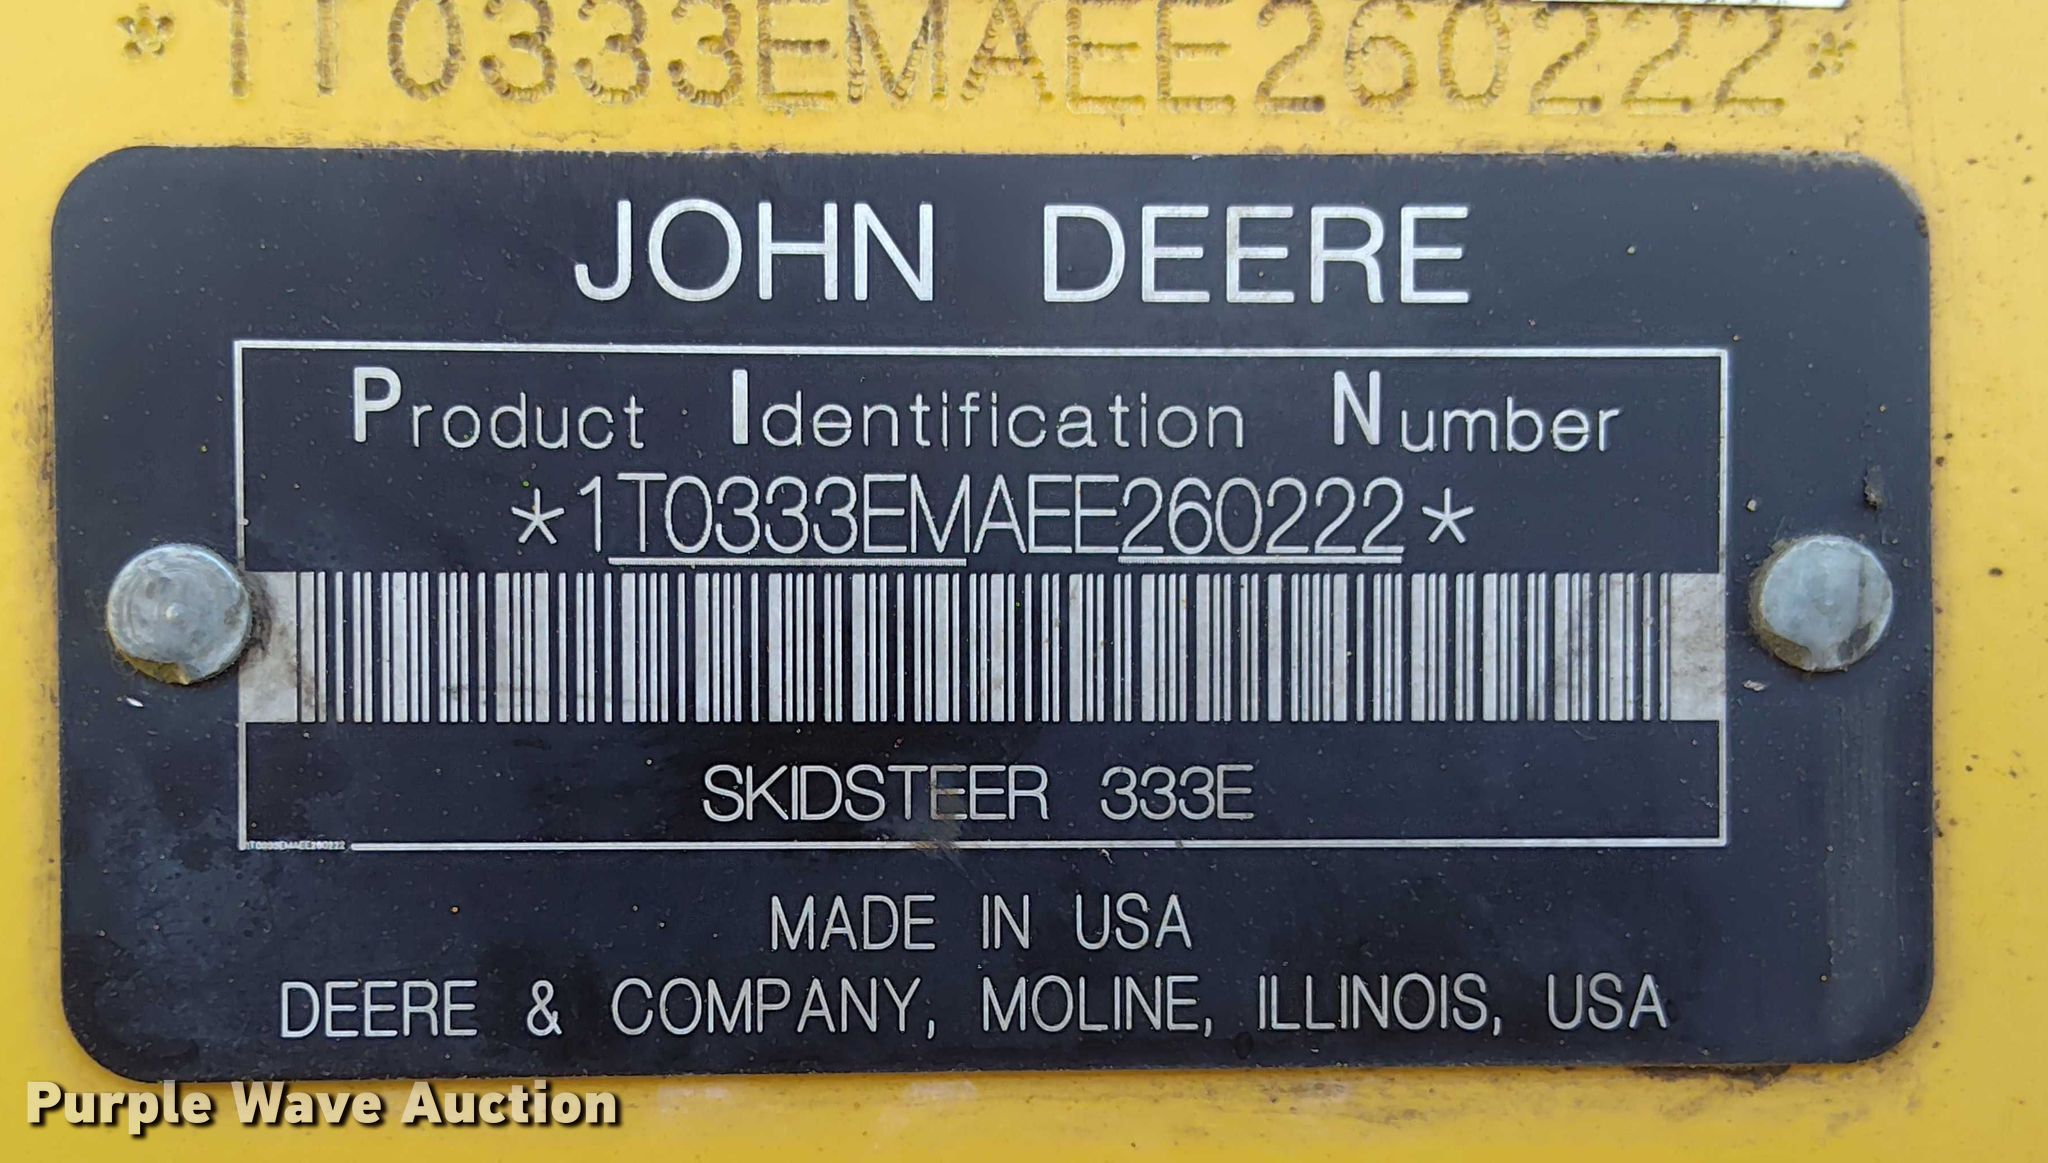 *1T0333EMAEE260222*
JOHN DEERE
Product Identification Number
*1T0333EMAEE260222*
SKIDSTEER 333E
1T0333EMAEE260222
MADE IN USA
DEERE & COMPANY, MOLINE, ILLINOIS, USA
Purple Wave Auction